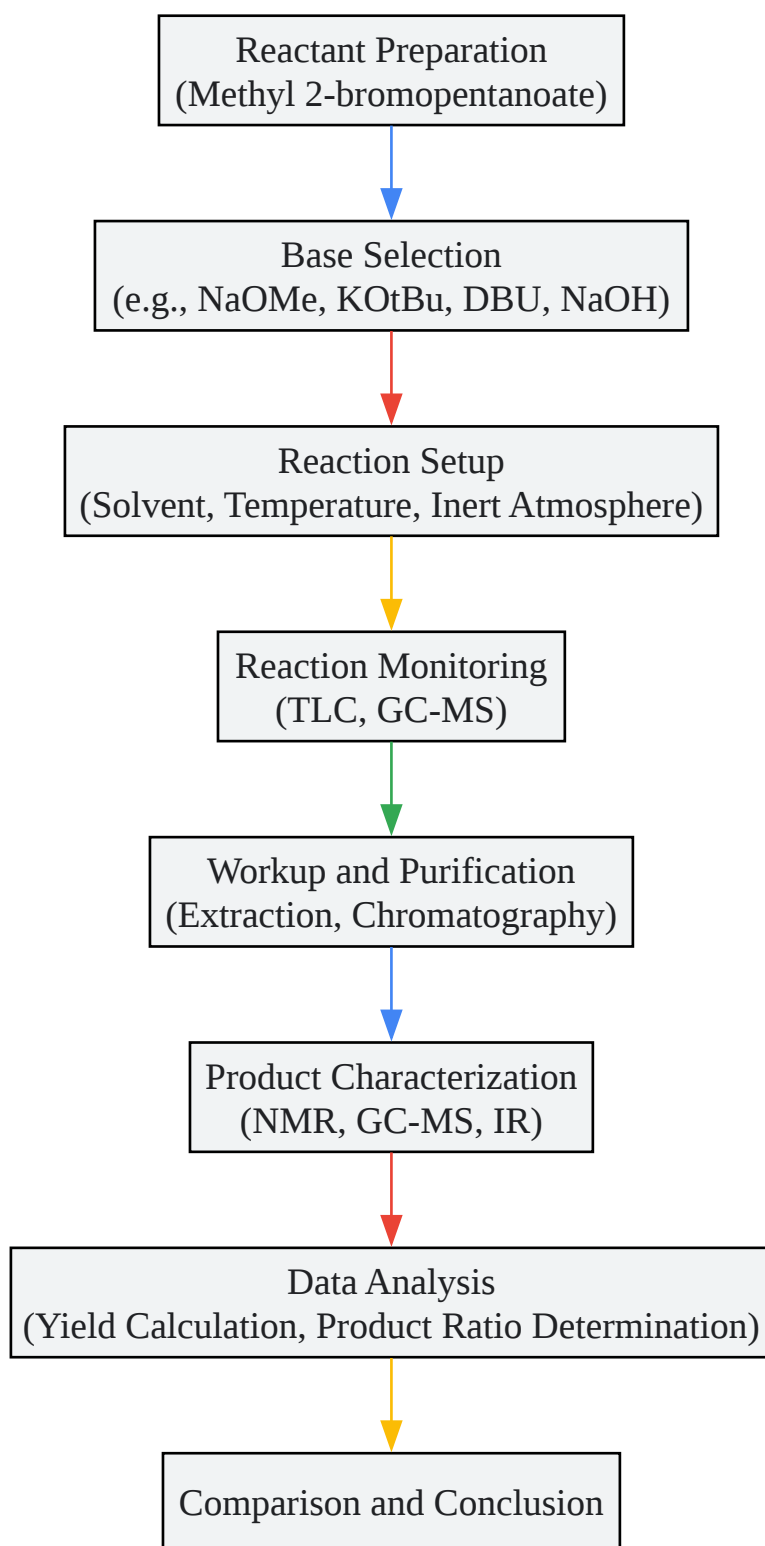 Reactant Preparation
(Methyl 2-bromopentanoate)
Base Selection
(e.g., NaOMe, KOtBu, DBU, NaOH)
Reaction Setup
(Solvent, Temperature, Inert Atmosphere)
Reaction Monitoring
(TLC, GC-MS)
Workup and Purification
(Extraction, Chromatography)
Product Characterization
(NMR, GC-MS, IR)
Data Analysis
(Yield Calculation, Product Ratio Determination)
Comparison and Conclusion